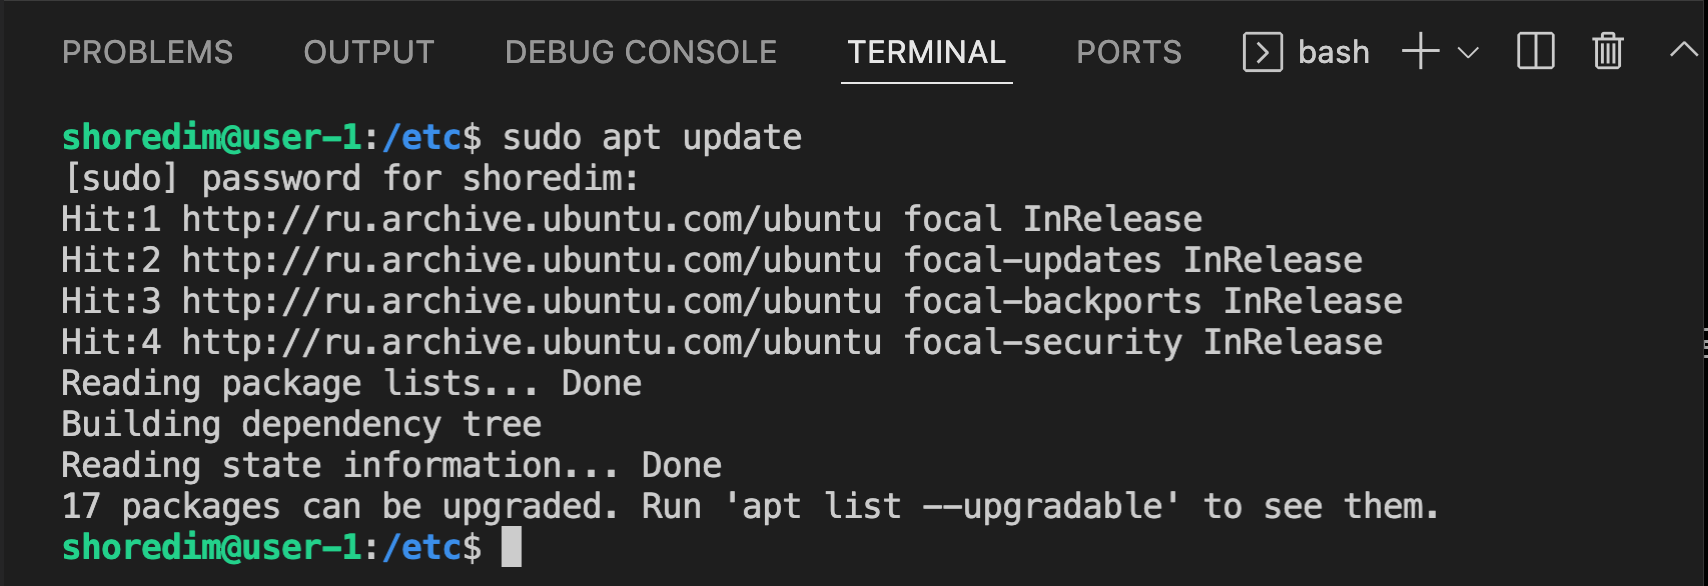 PROBLEMS OUTPUT DEBUG CONSOLE TERMINAL PORTS bash
shoredim@user-1:/etc$ sudo apt update
[sudo] password for shoredim:
Hit:1 http://ru.archive.ubuntu.com/ubuntu focal InRelease
Hit:2 http://ru.archive.ubuntu.com/ubuntu focal-updates InRelease
Hit:3 http://ru.archive.ubuntu.com/ubuntu focal-backports InRelease
Hit:4 http://ru.archive.ubuntu.com/ubuntu focal-security InRelease
Reading package lists... Done
Building dependency tree
Reading state information... Done
17 packages can be upgraded. Run 'apt list --upgradable' to see them.
shoredim@user-1:/etc$